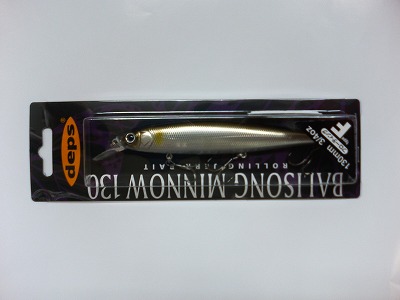 deps
BALISONG MINNOW 130
ROLLING JERK BAIT
130mm 3/4oz
F